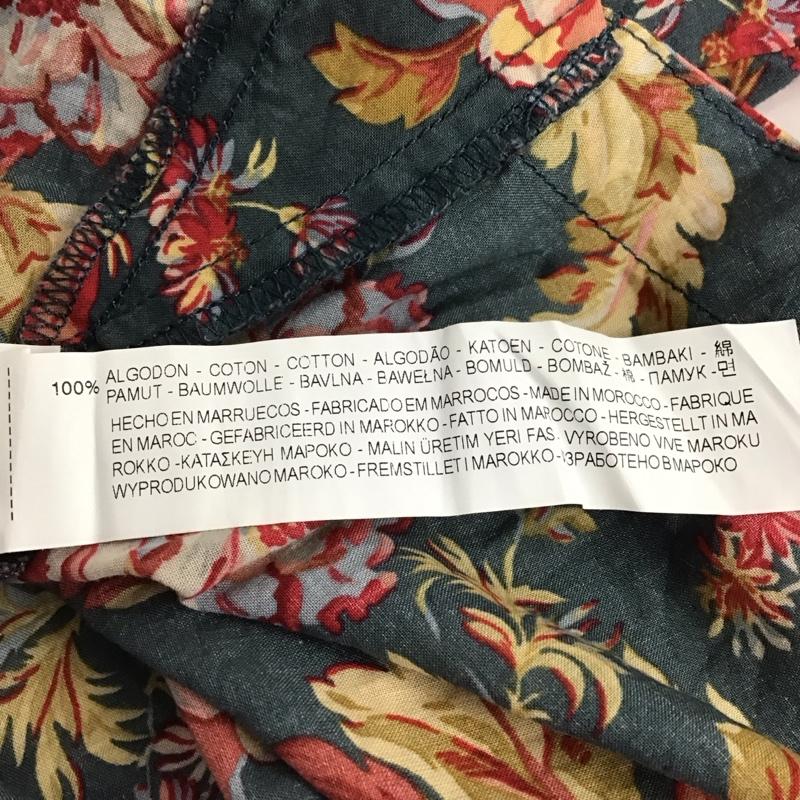 100% ALGODON - COTON - COTTON - ALGODÃO - KATOEN - COTONE - BAMBAKI - 綿
PAMUT - BAUMWOLLE - BAVLNA - BAWEŁNA - BOMULD - BOMBAŽ - 棉 - ПАМУК - 면
HECHO EN MARRUECOS - FABRICADO EM MARROCOS - MADE IN MOROCCO - FABRIQUE
EN MAROC - GEFABRICEERD IN MAROKKO - FATTO IN MAROCCO - HERGESTELLT IN MA
ROKKO - ΚΑΤΑΣΚΕΥΗ ΜΑΡΟΚΟ - MALIN ÜRETIM YERI FAS. VYROBENO VWE MAROKU
WYPRODUKOWANO MAROKO - FREMSTILLET I MAROKKO - ИЗРАБОТЕНО В МАРОКО